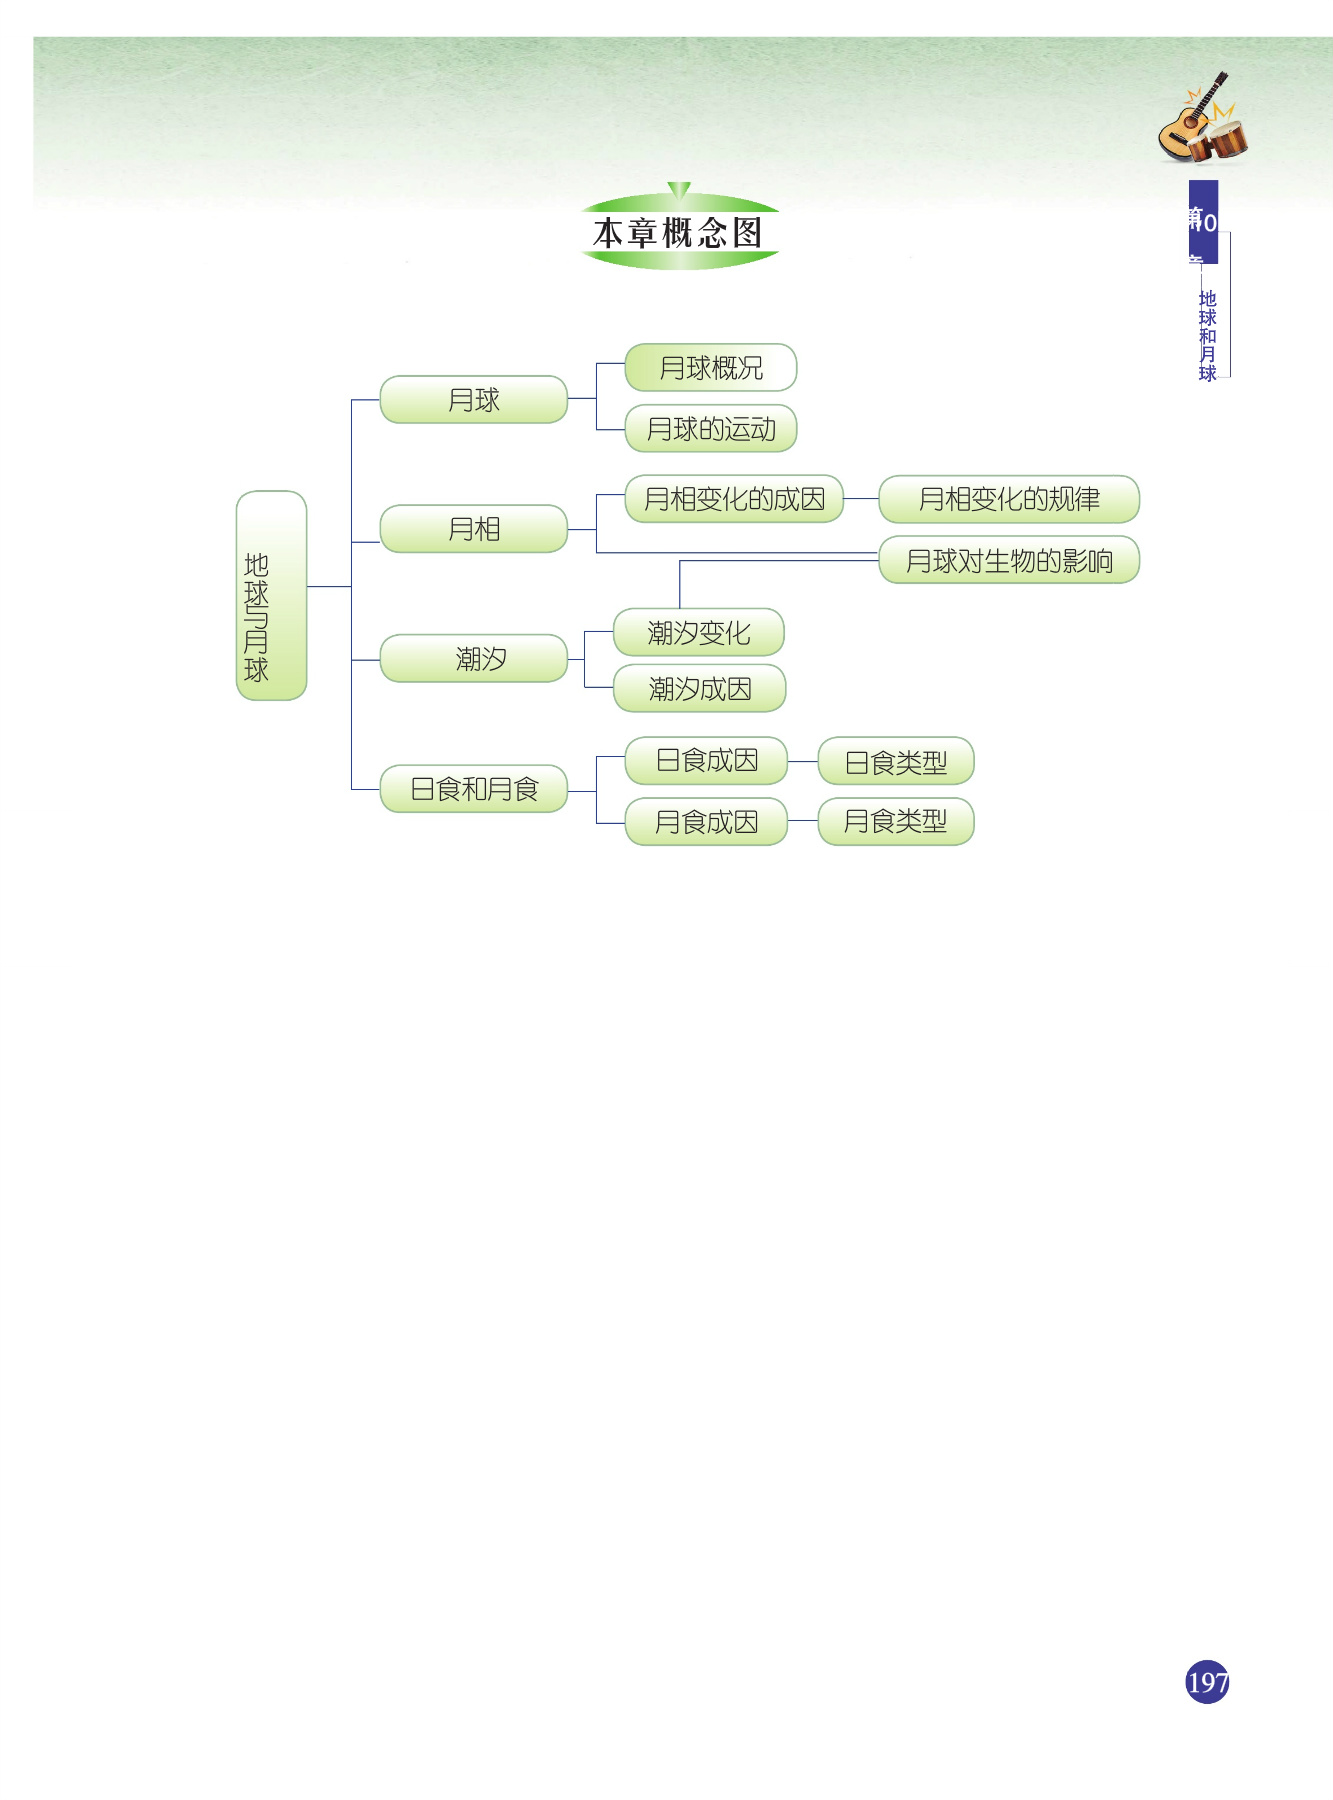 本章概念图
第10章
地球和月球
地球与月球
月球
月球概况
月球的运动
月相
月相变化的成因
月相变化的规律
月球对生物的影响
潮汐
潮汐变化
潮汐成因
日食和月食
日食成因
日食类型
月食成因
月食类型
197